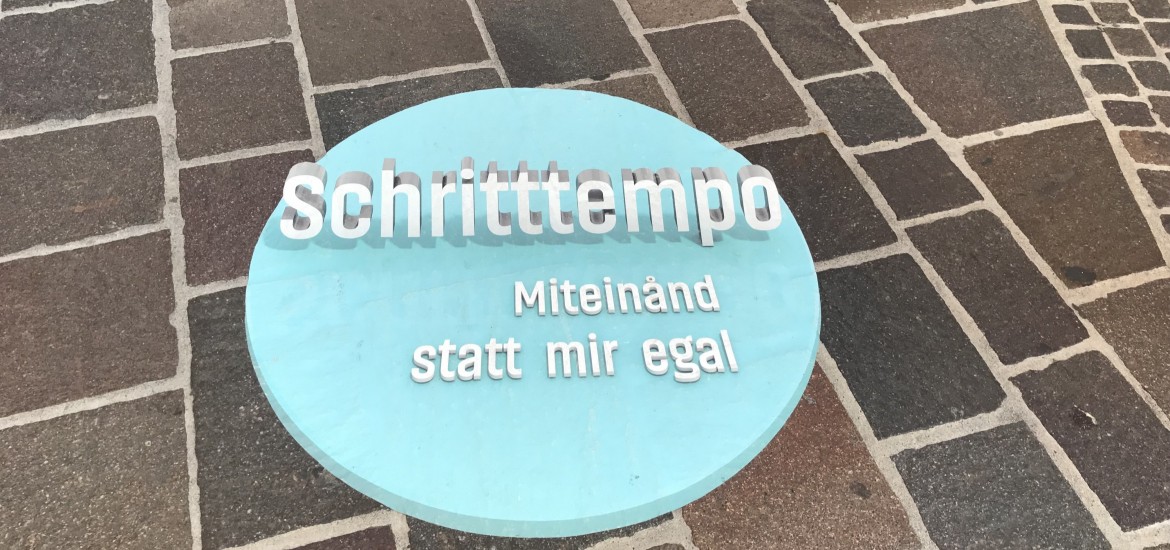 Schritttempo
Miteinånd
statt mir egal